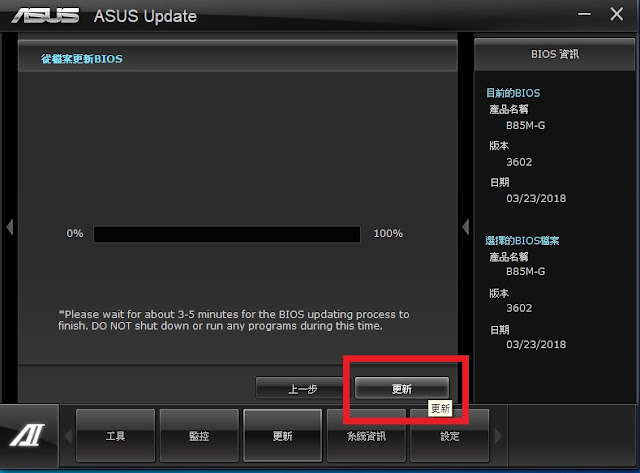 ASUS ASUS Update
從檔案更新BIOS
0% 100%
*Please wait for about 3-5 minutes for the BIOS updating process to
finish. DO NOT shut down or run any programs during this time.
上一步 更新
更新
BIOS 資訊
目前的BIOS
產品名稱
B85M-G
版本
3602
日期
03/23/2018
選擇的BIOS檔案
產品名稱
B85M-G
版本
3602
日期
03/23/2018
AI 工具 監控 更新 系統資訊 設定